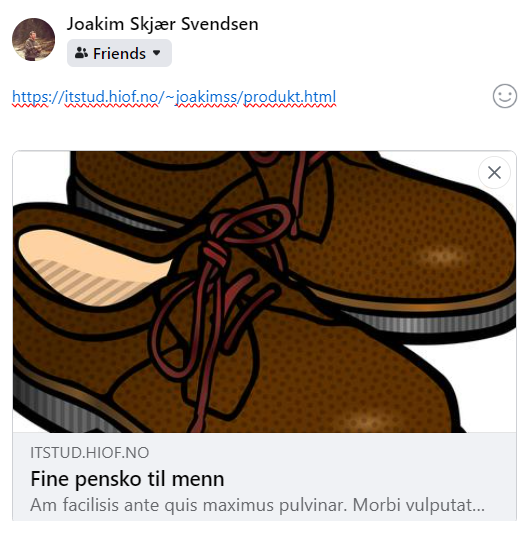 Joakim Skjær Svendsen
Friends
https://itstud.hiof.no/~joakimss/produkt.html
ITSTUD.HIOF.NO
Fine pensko til menn
Am facilisis ante quis maximus pulvinar. Morbi vulputat...